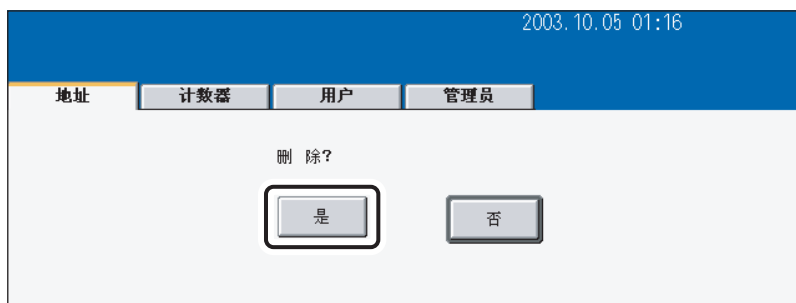 2003.10.05 01:16
地址 计数器 用户 管理员
删 除?
是 否